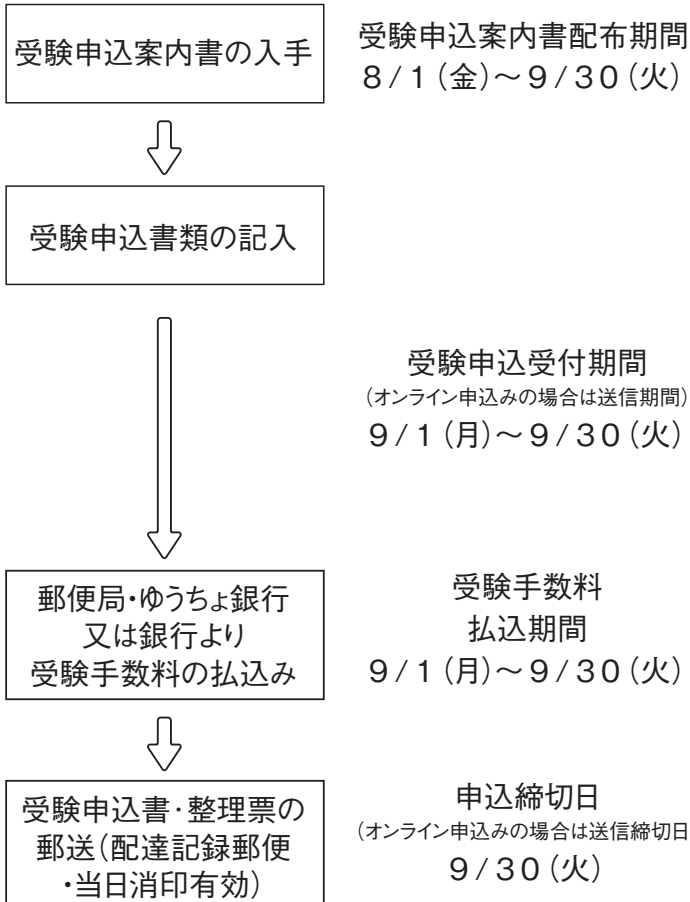 受験申込案内書の入手
受験申込案内書配布期間
8/1(金)～9/30(火)
受験申込書類の記入
受験申込受付期間
(オンライン申込みの場合は送信期間)
9/1(月)～9/30(火)
郵便局・ゆうちょ銀行
又は銀行より
受験手数料の払込み
受験手数料
払込期間
9/1(月)～9/30(火)
受験申込書・整理票の
郵送(配達記録郵便
・当日消印有効)
申込締切日
(オンライン申込みの場合は送信締切日
9/30(火)